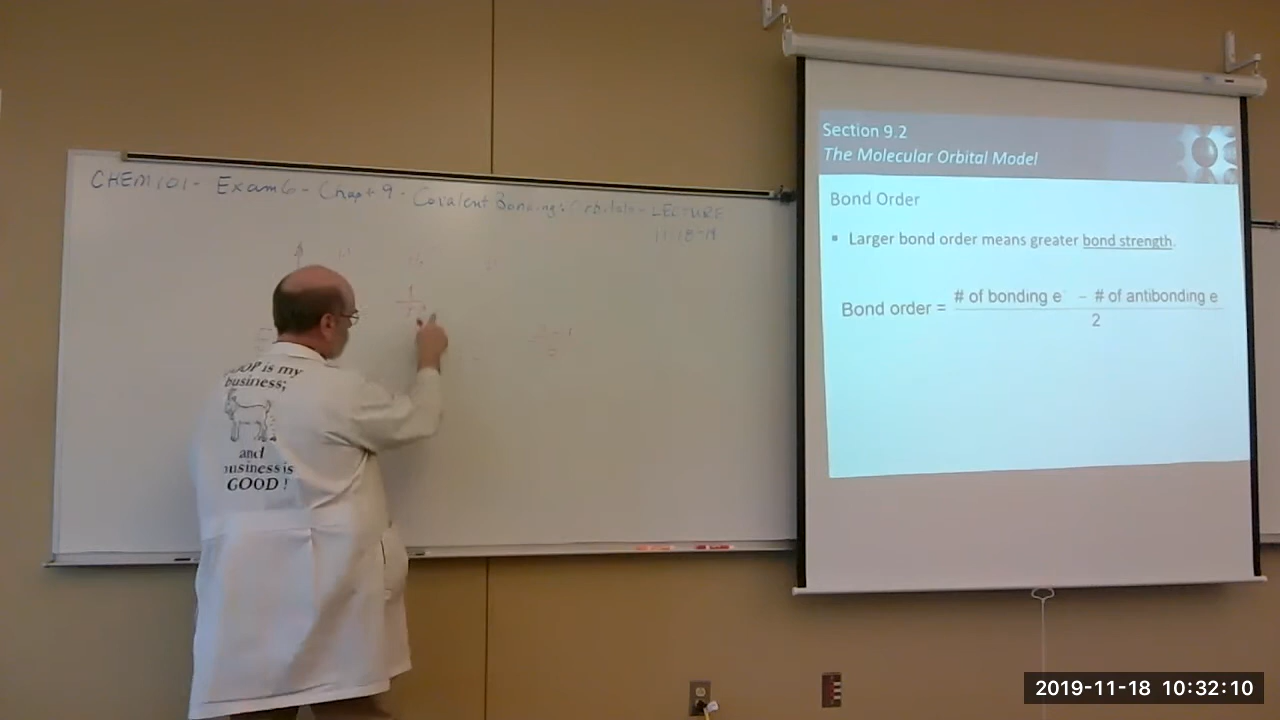 CHEM 101 - Exam 6 - Chapt 9 - Covalent Bonding: Orbitals - LECTURE
11-18-19
is my
business;
and
business is
GOOD!
Section 9.2
The Molecular Orbital Model
Bond Order
▪ Larger bond order means greater bond strength.
Bond order = # of bonding e − # of antibonding e
2
2019-11-18 10:32:10